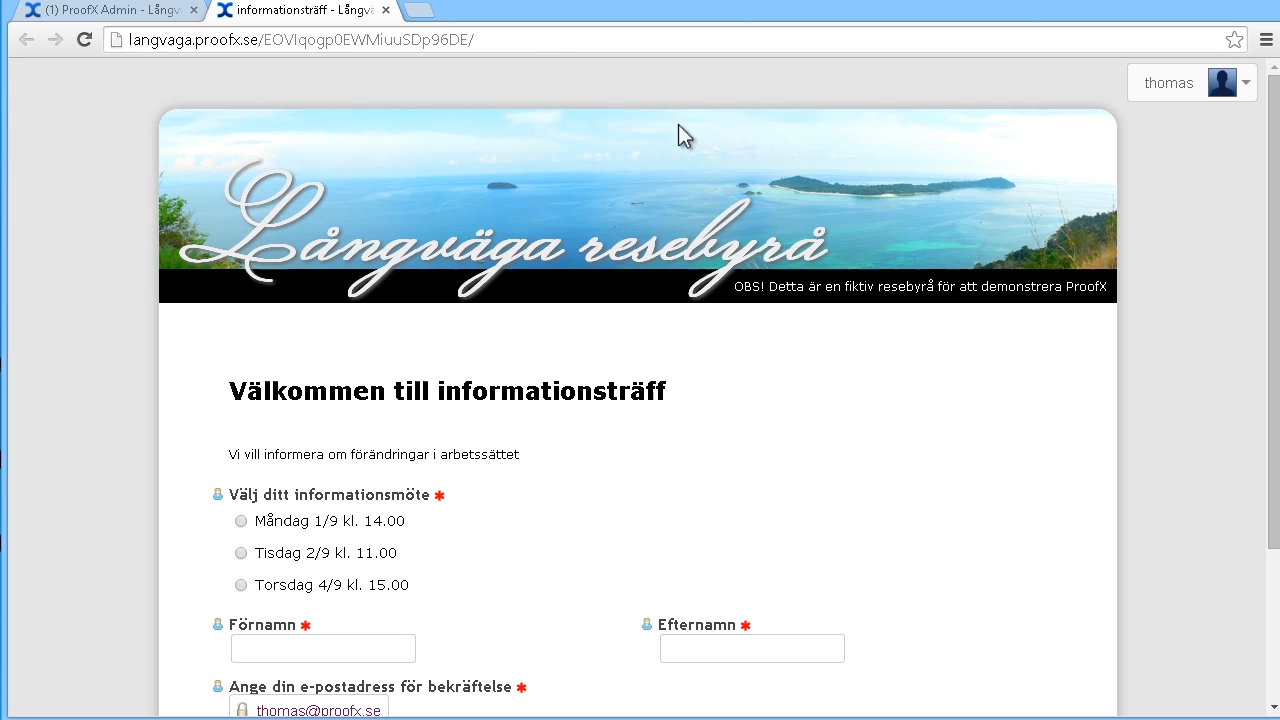 (1) ProofX Admin - Långv
informationsträff - Långv
langvaga.proofx.se/EOVIqogp0EWMiuuSDp96DE/
thomas
Långväga resebyrå
OBS! Detta är en fiktiv resebyrå för att demonstrera ProofX
Välkommen till informationsträff
Vi vill informera om förändringar i arbetssättet
Välj ditt informationsmöte *
Måndag 1/9 kl. 14.00
Tisdag 2/9 kl. 11.00
Torsdag 4/9 kl. 15.00
Förnamn * Efternamn *
Ange din e-postadress för bekräftelse *
thomas@proofx.se